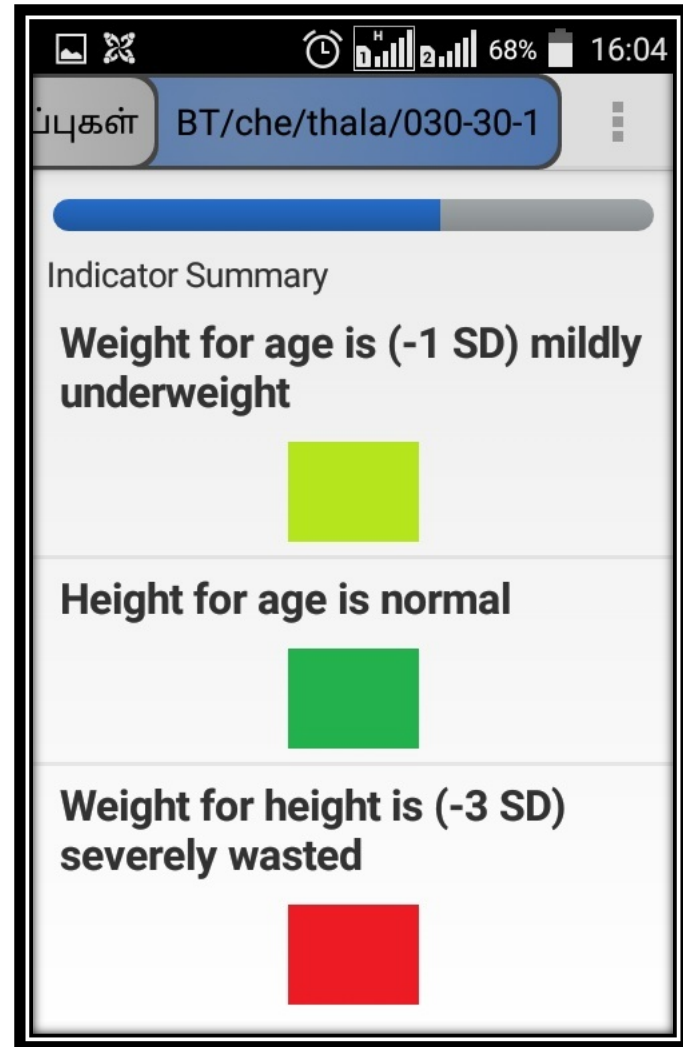 68% 16:04
BT/che/thala/030-30-1
Indicator Summary
Weight for age is (-1 SD) mildly
underweight
Height for age is normal
Weight for height is (-3 SD)
severely wasted